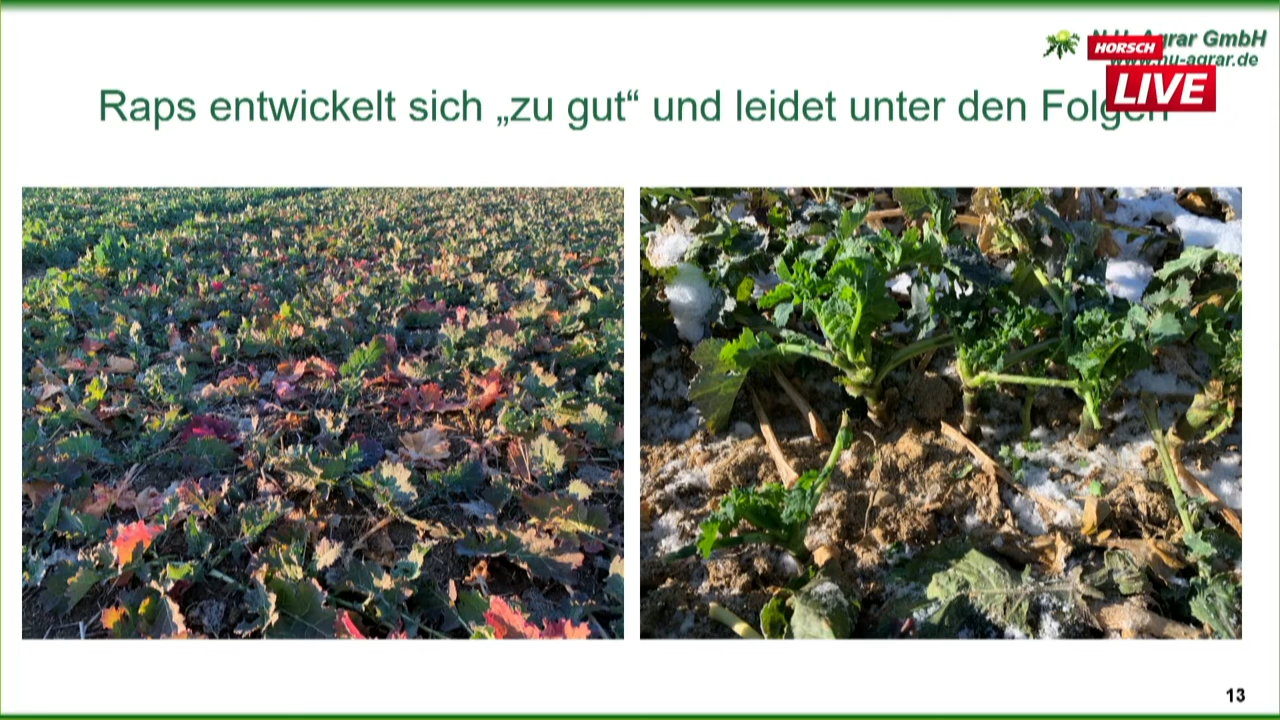 Agrar GmbH
HORSCH
www.nu-agrar.de
LIVE
Raps entwickelt sich „zu gut“ und leidet unter den Folgen
13